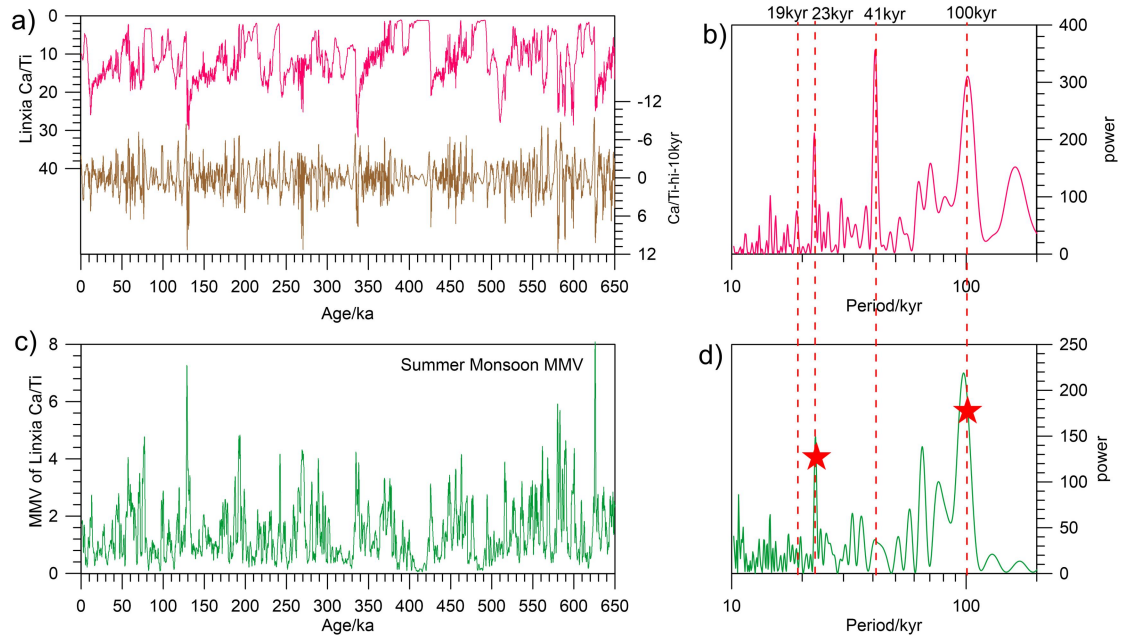 19kyr 23kyr 41kyr 100kyr
a)
0
10
20
30
40
Linxia Ca/Ti
-12
-6
0
6
12
Ca/Ti-hi-10kyr
0 50 100 150 200 250 300 350 400 450 500 550 600 650
Age/ka
b)
400
300
200
100
0
power
10 100
Period/kyr
c)
8
6
4
2
0
MMV of Linxia Ca/Ti
Summer Monsoon MMV
0 50 100 150 200 250 300 350 400 450 500 550 600 650
Age/ka
d)
250
200
150
100
50
0
power
10 100
Period/kyr